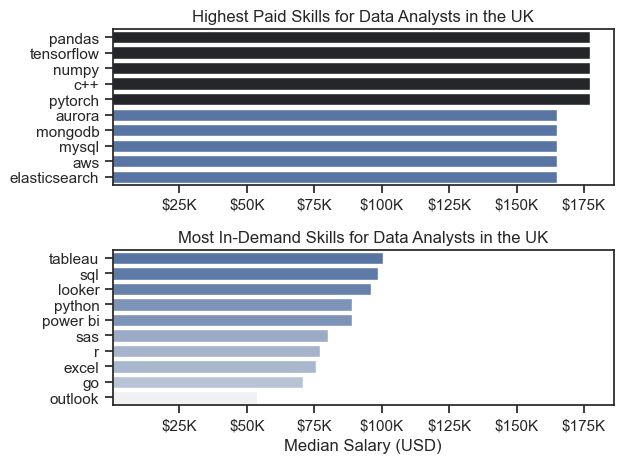 Highest Paid Skills for Data Analysts in the UK
pandas
tensorflow
numpy
c++
pytorch
aurora
mongodb
mysql
aws
elasticsearch
$25K $50K $75K $100K $125K $150K $175K
Most In-Demand Skills for Data Analysts in the UK
tableau
sql
looker
python
power bi
sas
r
excel
go
outlook
$25K $50K $75K $100K $125K $150K $175K
Median Salary (USD)